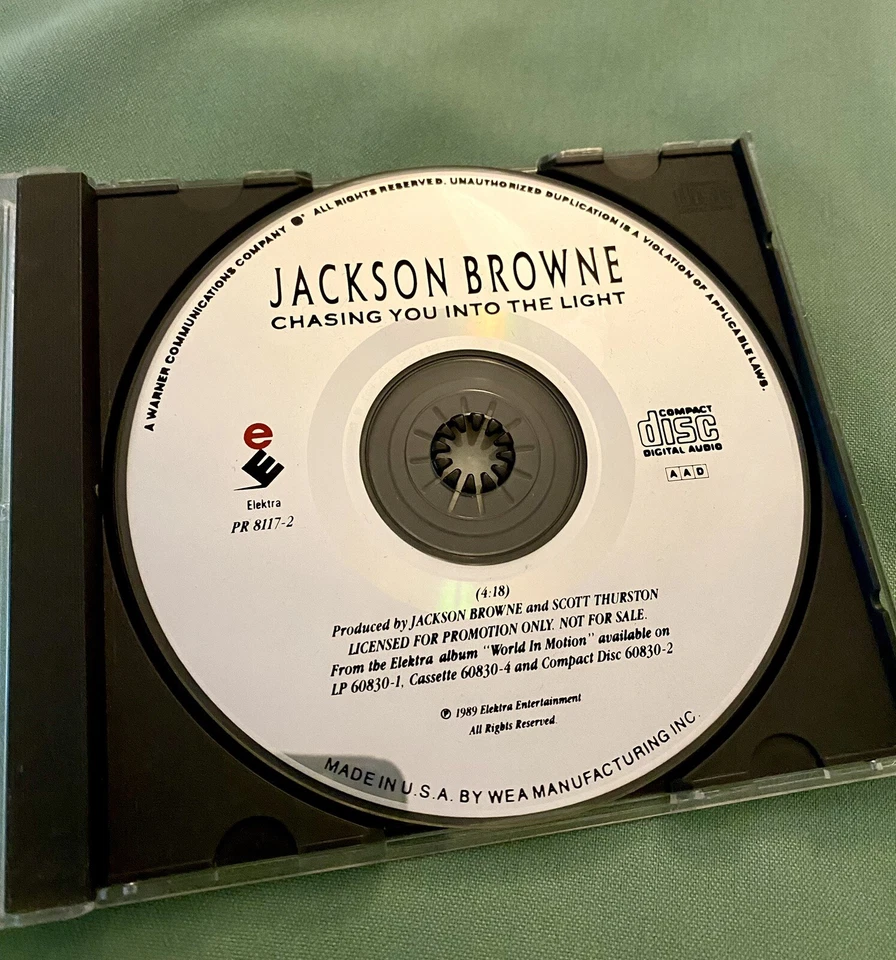 A WARNER COMMUNICATIONS COMPANY ALL RIGHTS RESERVED. UNAUTHORIZED DUPLICATION IS A VIOLATION OF APPLICABLE LAWS.
JACKSON BROWNE
CHASING YOU INTO THE LIGHT
e
E
Elektra
PR 8117-2
COMPACT
disc
DIGITAL AUDIO
A A D
(4:18)
Produced by JACKSON BROWNE and SCOTT THURSTON
LICENSED FOR PROMOTION ONLY. NOT FOR SALE.
From the Elektra album "World In Motion" available on
LP 60830-1, Cassette 60830-4 and Compact Disc 60830-2
℗ 1989 Elektra Entertainment
All Rights Reserved.
MADE IN U.S.A. BY WEA MANUFACTURING INC.